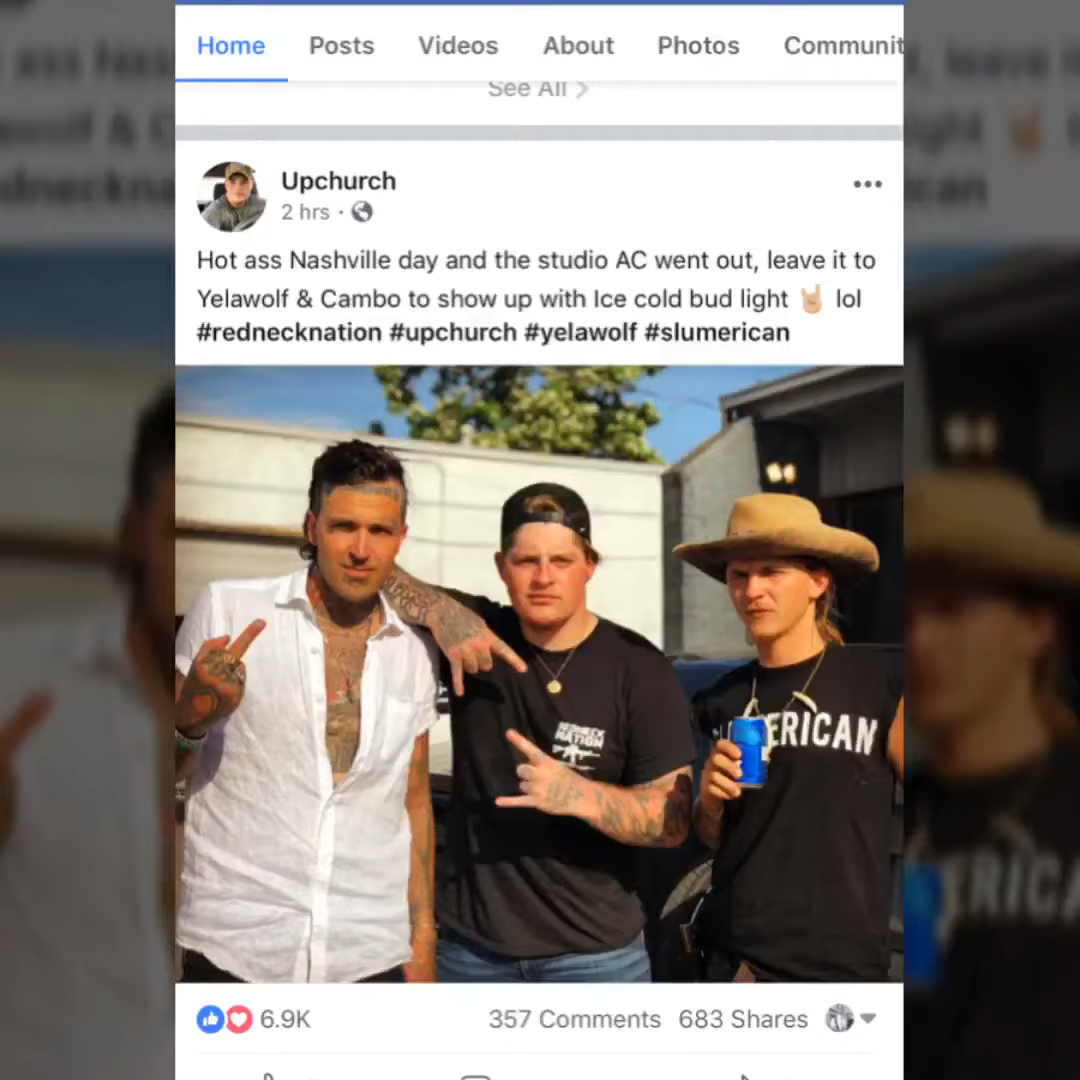 Home Posts Videos About Photos Communit
See All
Upchurch
2 hrs ·
Hot ass Nashville day and the studio AC went out, leave it to
Yelawolf & Cambo to show up with Ice cold bud light 🤘🏼 lol
#rednecknation #upchurch #yelawolf #slumerican
REDNECK
NATION
ERICAN
6.9K 357 Comments 683 Shares